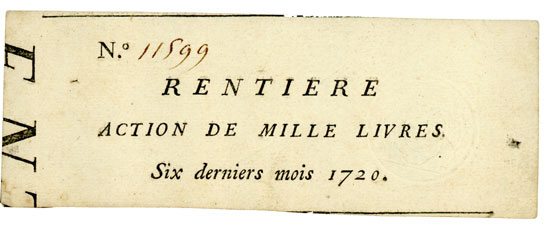 N.º 11599
RENTIERE
ACTION DE MILLE LIVRES.
Six derniers mois 1720.